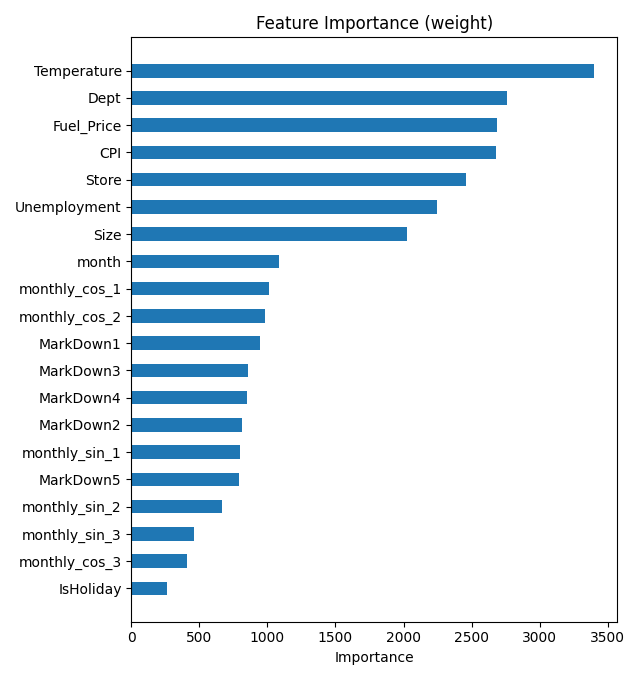 Feature Importance (weight)
Temperature
Dept
Fuel_Price
CPI
Store
Unemployment
Size
month
monthly_cos_1
monthly_cos_2
MarkDown1
MarkDown3
MarkDown4
MarkDown2
monthly_sin_1
MarkDown5
monthly_sin_2
monthly_sin_3
monthly_cos_3
IsHoliday
0 500 1000 1500 2000 2500 3000 3500
Importance